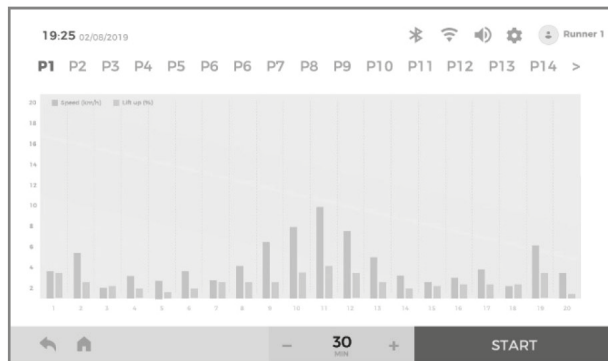 19:25 02/08/2019 Runner 1
P1 P2 P3 P4 P5 P6 P6 P7 P8 P9 P10 P11 P12 P13 P14 >
20 Speed (km/h) Lift up (%)
18
16
14
12
10
8
6
4
2
1 2 3 4 5 6 7 8 9 10 11 12 13 14 15 16 17 18 19 20
− 30 + START
MIN